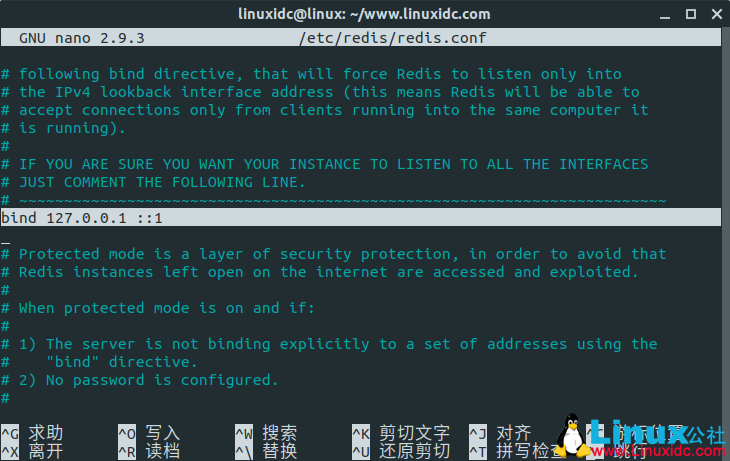 linuxidc@linux: ~/www.linuxidc.com
GNU nano 2.9.3 /etc/redis/redis.conf
# following bind directive, that will force Redis to listen only into
# the IPv4 lookback interface address (this means Redis will be able to
# accept connections only from clients running into the same computer it
# is running).
#
# IF YOU ARE SURE YOU WANT YOUR INSTANCE TO LISTEN TO ALL THE INTERFACES
# JUST COMMENT THE FOLLOWING LINE.
# ~~~~~~~~~~~~~~~~~~~~~~~~~~~~~~~~~~~~~~~~~~~~~~~~~~~~~~~~~~~~~~~~~~~~~~~~
bind 127.0.0.1 ::1
# Protected mode is a layer of security protection, in order to avoid that
# Redis instances left open on the internet are accessed and exploited.
#
# When protected mode is on and if:
#
# 1) The server is not binding explicitly to a set of addresses using the
#    "bind" directive.
# 2) No password is configured.
#
^G 求助 ^O 写入 ^W 搜索 ^K 剪切文字 ^J 对齐
^X 离开 ^R 读档 ^\ 替换 ^U 还原剪切 ^T 拼写检查 跳行
Linux公社
www.Linuxidc.com